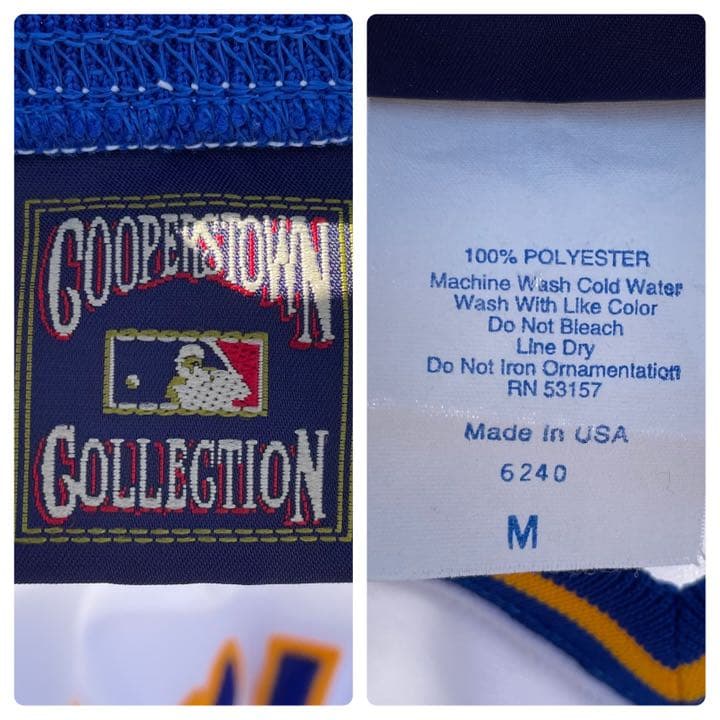 COOPERSTOWN
COLLECTION
100% POLYESTER
Machine Wash Cold Water
Wash With Like Color
Do Not Bleach
Line Dry
Do Not Iron Ornamentation
RN 53157
Made In USA
6240
M